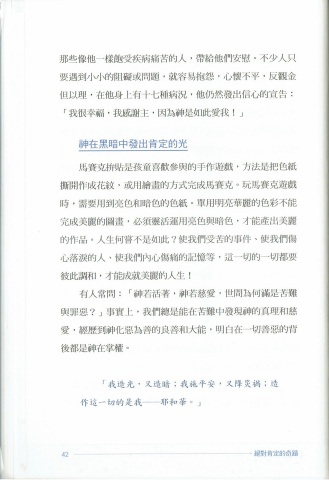 那些像他一樣飽受疾病痛苦的人，帶給他們安慰。不少人只
要遇到小小的阻礙或問題，就容易抱怨，心懷不平，反觀金
但以理，在他身上有十七種病況，他仍然發出信心的宣告：
「我很幸福，我感謝主，因為神是如此愛我！」
神在黑暗中發出肯定的光
馬賽克拚貼是孩童喜歡參與的手作遊戲，方法是把色紙
撕開作成花紋，或用繪畫的方式完成馬賽克。玩馬賽克遊戲
時，需要用到亮色和暗色的色紙，單用明亮華麗的色彩不能
完成美麗的圖畫，必須靈活運用亮色與暗色，才能產出美麗
的作品。人生何嘗不是如此？使我們受苦的事件、使我們傷
心落淚的人、使我們內心傷痛的記憶等，這一切的一切都要
彼此調和，才能成就美麗的人生！
有人常問：「神若活著，神若慈愛，世間為何滿是苦難
與罪惡？」事實上，我們總是能在苦難中發現神的真理和慈
愛，經歷到神化惡為善的良善和大能，明白在一切善惡的背
後都是神在掌權。
「我造光，又造暗；我施平安，又降災禍；造
作這一切的是我──耶和華。」
42
絕對肯定的奇蹟